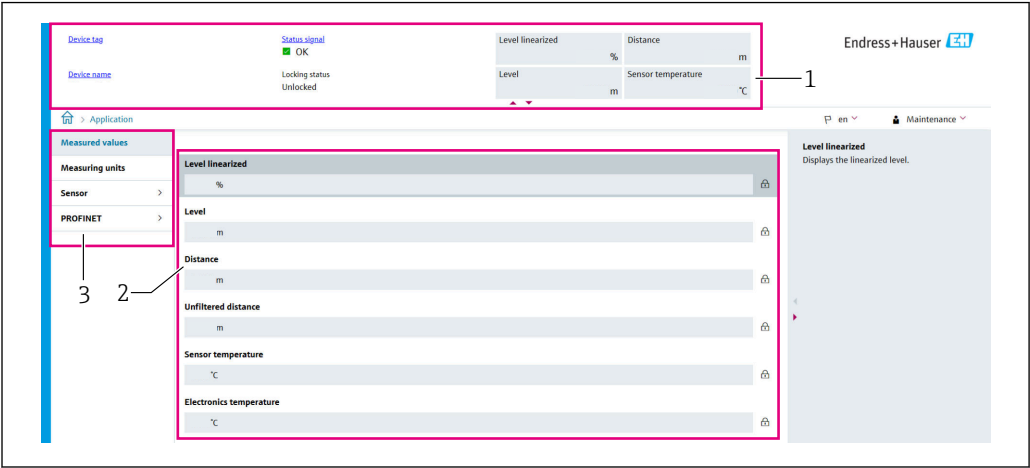 Device tag
Status signal
OK
Level linearized
%
Distance
m
Endress+Hauser EH
Device name
Locking status
Unlocked
Level
m
Sensor temperature
°C
1
> Application
en
Maintenance
Measured values
Measuring units
Sensor >
PROFINET >
3
2
Level linearized
%
Level
m
Distance
m
Unfiltered distance
m
Sensor temperature
°C
Electronics temperature
°C
Level linearized
Displays the linearized level.